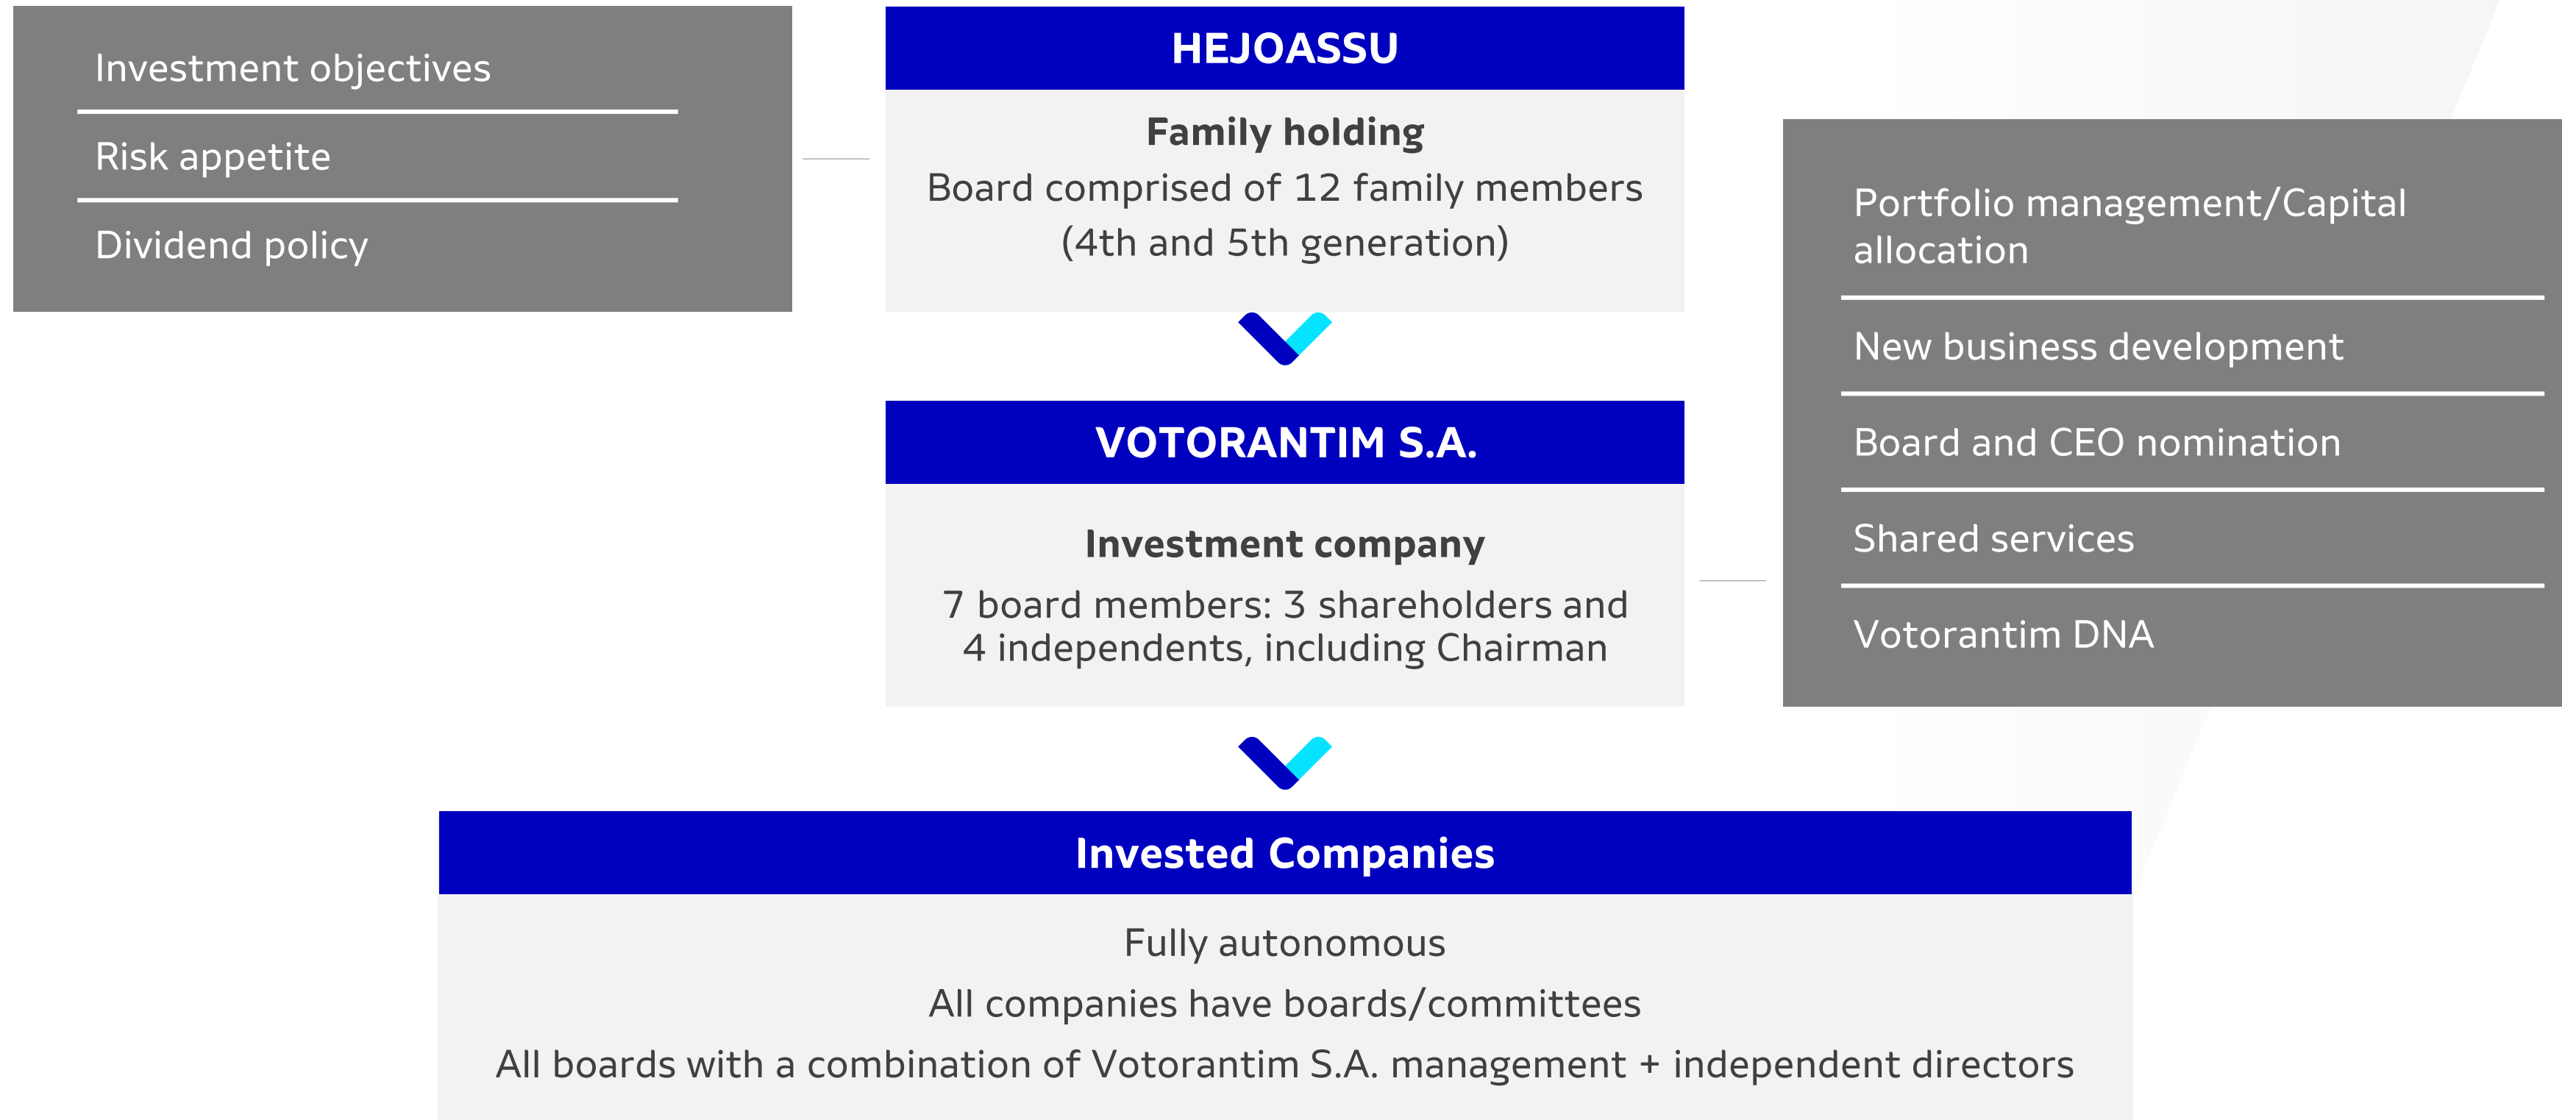 Investment objectives
Risk appetite
Dividend policy
HEJOASSU
Family holding
Board comprised of 12 family members
(4th and 5th generation)
VOTORANTIM S.A.
Investment company
7 board members: 3 shareholders and
4 independents, including Chairman
Portfolio management/Capital
allocation
New business development
Board and CEO nomination
Shared services
Votorantim DNA
Invested Companies
Fully autonomous
All companies have boards/committees
All boards with a combination of Votorantim S.A. management + independent directors